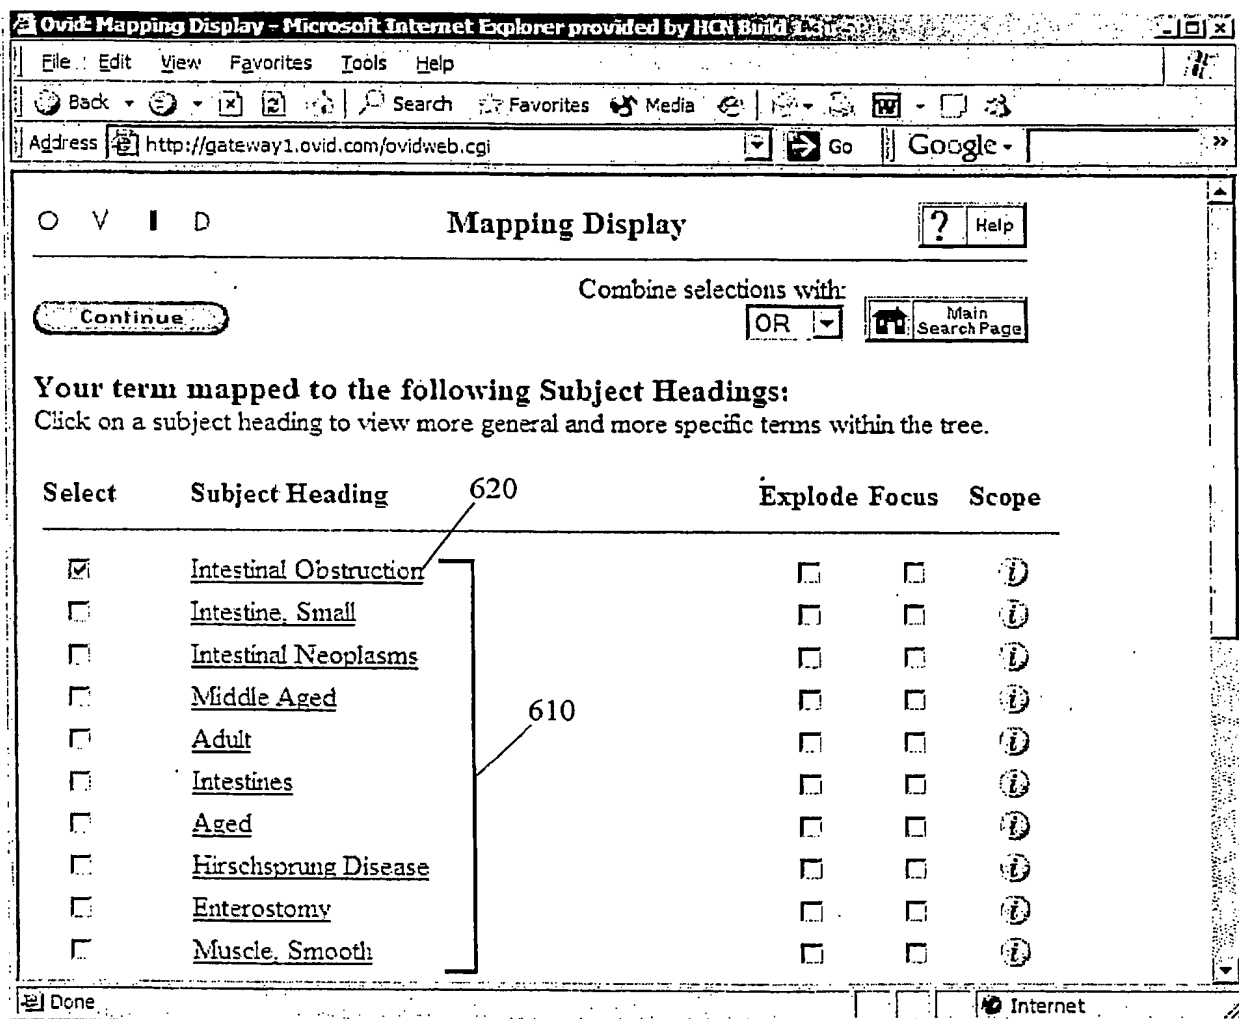 Ovid: Mapping Display - Microsoft Internet Explorer provided by HCN Build
File Edit View Favorites Tools Help
Back Search Favorites Media
Address http://gateway1.ovid.com/ovidweb.cgi Go Google
O V I D Mapping Display ? Help
Combine selections with:
Continue OR Main Search Page
Your term mapped to the following Subject Headings:
Click on a subject heading to view more general and more specific terms within the tree.
Select Subject Heading 620 Explode Focus Scope
Intestinal Obstruction
Intestine, Small
Intestinal Neoplasms
Middle Aged
610
Adult
Intestines
Aged
Hirschsprung Disease
Enterostomy
Muscle, Smooth
Done Internet